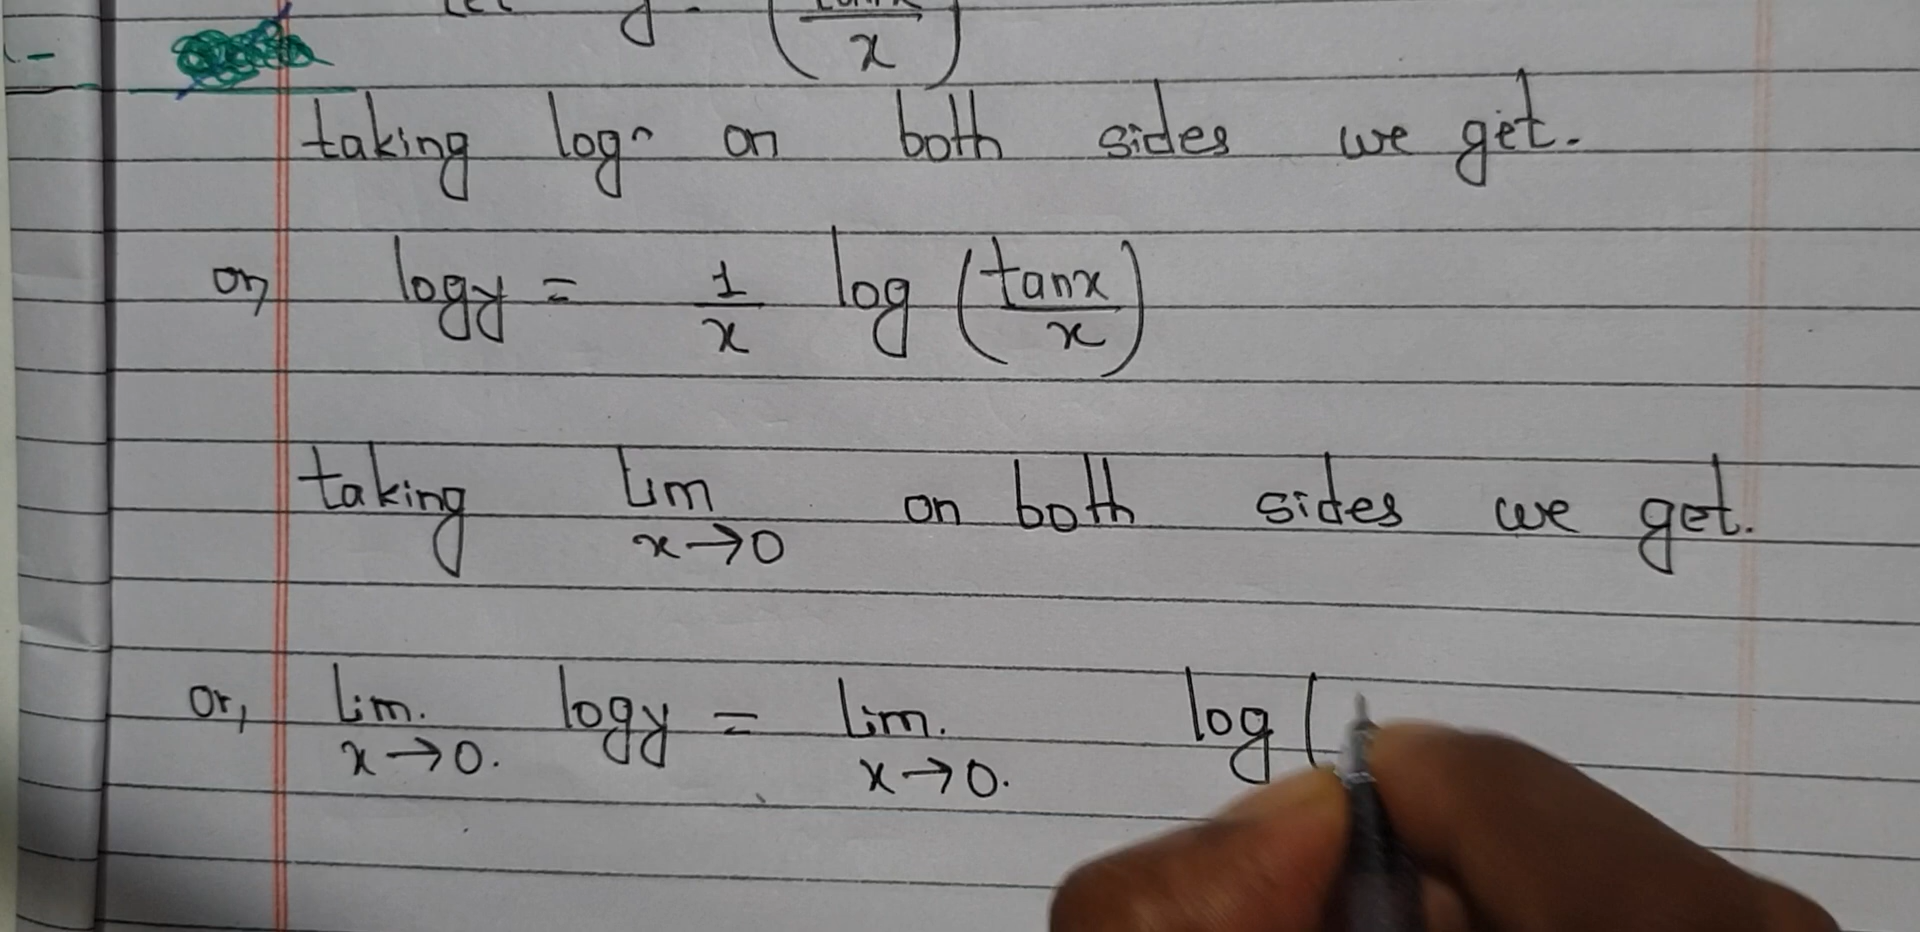 x
taking log on both sides we get.
or, logy = 1/x log (tanx/x)
taking lim x→0 on both sides we get.
or, lim. x→0. logy = lim. x→0. log (